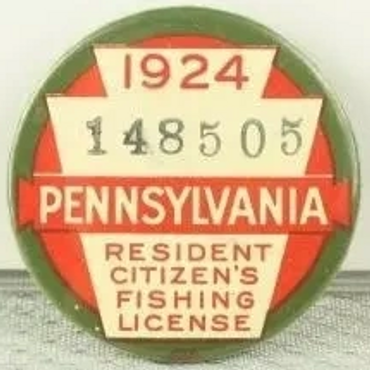 1924
148505
PENNSYLVANIA
RESIDENT
CITIZEN'S
FISHING
LICENSE